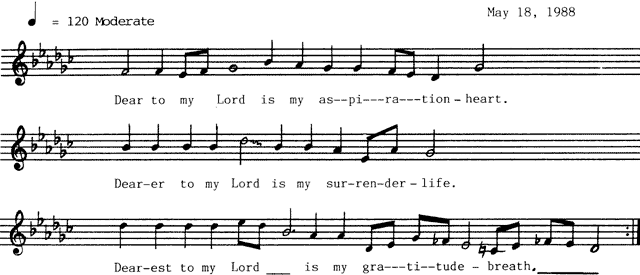 May 18, 1988
= 120 Moderate
Dear to my Lord is my as--pi---ra---tion-heart.
Dear-er to my Lord is my sur-ren-der-life.
Dear-est to my Lord ___ is my gra---ti--tude - breath.________